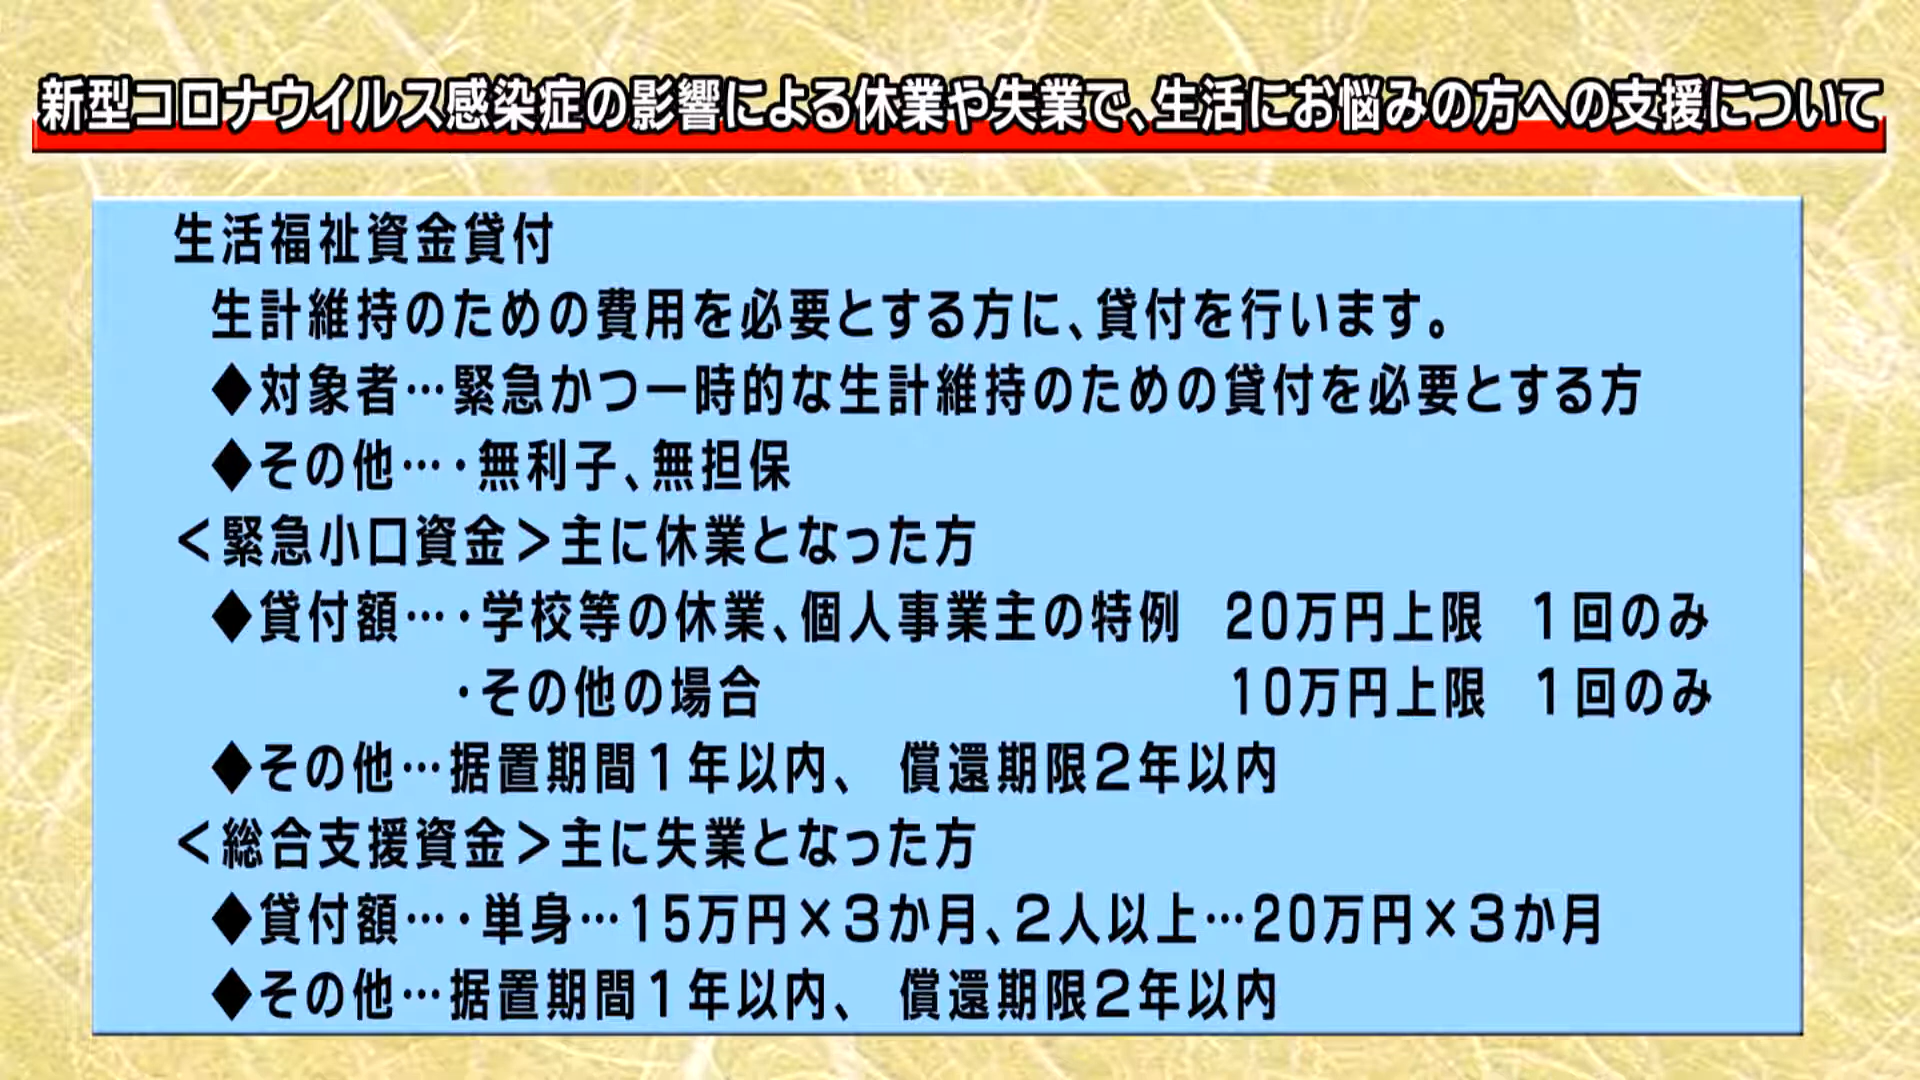 新型コロナウイルス感染症の影響による休業や失業で、生活にお悩みの方への支援について
生活福祉資金貸付
生計維持のための費用を必要とする方に、貸付を行います。
◆対象者…緊急かつ一時的な生計維持のための貸付を必要とする方
◆その他…・無利子、無担保
＜緊急小口資金＞主に休業となった方
◆貸付額…・学校等の休業、個人事業主の特例 20万円上限 1回のみ
・その他の場合 10万円上限 1回のみ
◆その他…据置期間1年以内、 償還期限2年以内
＜総合支援資金＞主に失業となった方
◆貸付額…・単身…15万円×3か月、2人以上…20万円×3か月
◆その他…据置期間1年以内、 償還期限2年以内